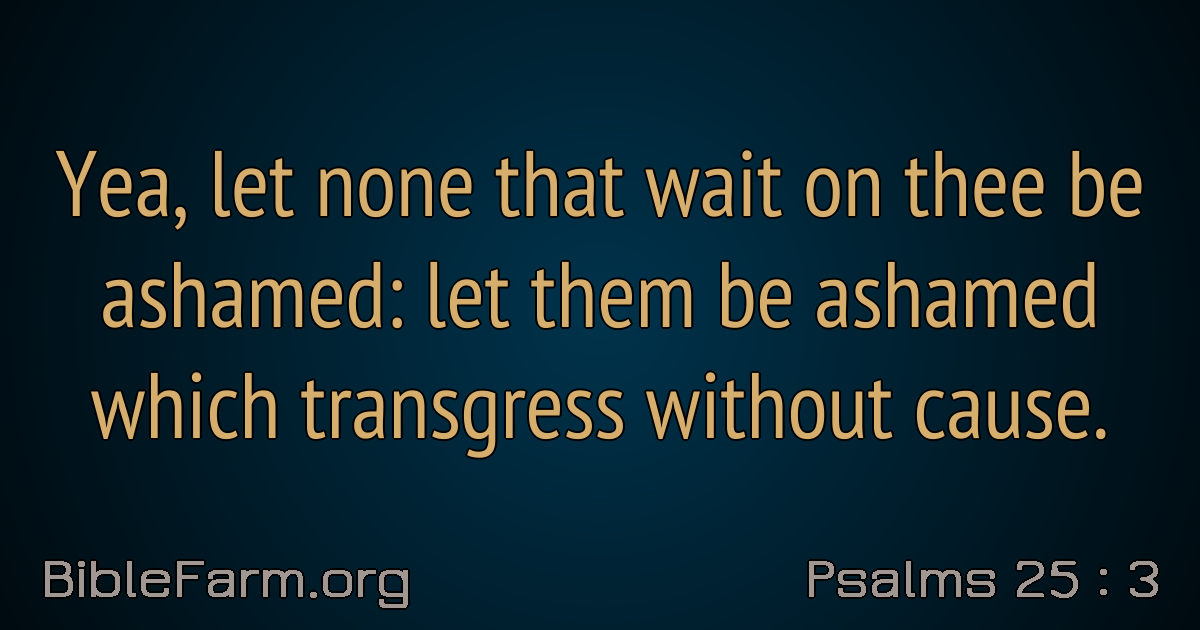 Yea, let none that wait on thee be
ashamed: let them be ashamed
which transgress without cause.
BibleFarm.org
Psalms 25 : 3